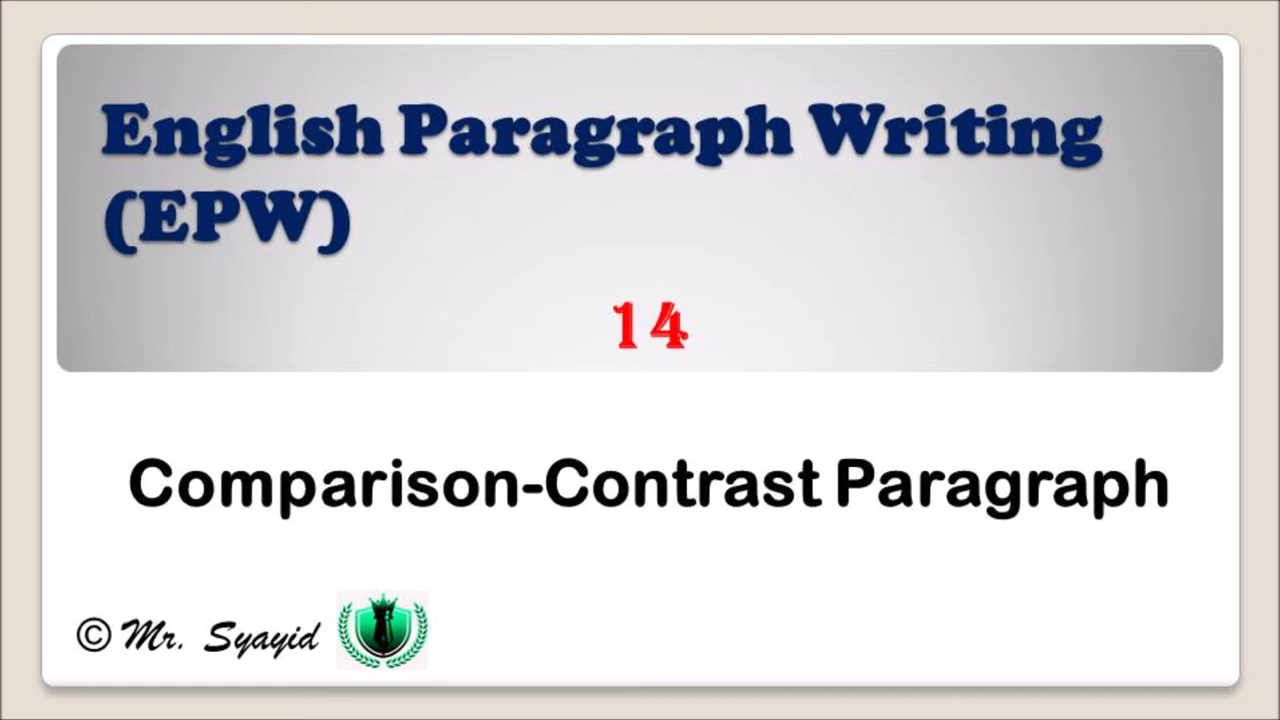 English Paragraph Writing
(EPW)
14
Comparison-Contrast Paragraph
© Mr. Syayid